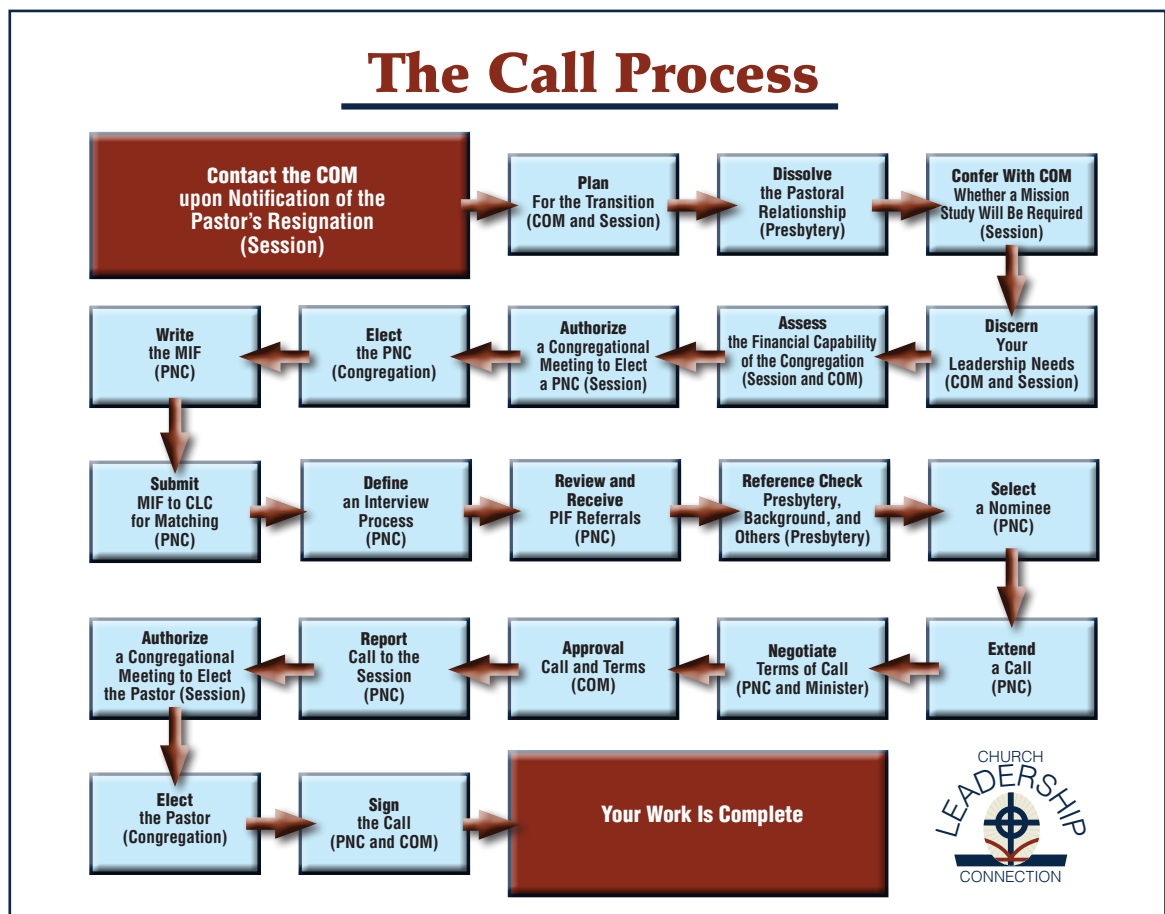 The Call Process
Contact the COM
upon Notification of the
Pastor's Resignation
(Session)
Plan
For the Transition
(COM and Session)
Dissolve
the Pastoral
Relationship
(Presbytery)
Confer With COM
Whether a Mission
Study Will Be Required
(Session)
Discern
Your
Leadership Needs
(COM and Session)
Assess
the Financial Capability
of the Congregation
(Session and COM)
Authorize
a Congregational
Meeting to Elect
a PNC (Session)
Elect
the PNC
(Congregation)
Write
the MIF
(PNC)
Submit
MIF to CLC
for Matching
(PNC)
Define
an Interview
Process
(PNC)
Review and
Receive
PIF Referrals
(PNC)
Reference Check
Presbytery,
Background, and
Others (Presbytery)
Select
a Nominee
(PNC)
Extend
a Call
(PNC)
Negotiate
Terms of Call
(PNC and Minister)
Approval
Call and Terms
(COM)
Report
Call to the
Session
(PNC)
Authorize
a Congregational
Meeting to Elect
the Pastor (Session)
Elect
the Pastor
(Congregation)
Sign
the Call
(PNC and COM)
Your Work Is Complete
CHURCH
LEADERSHIP
CONNECTION